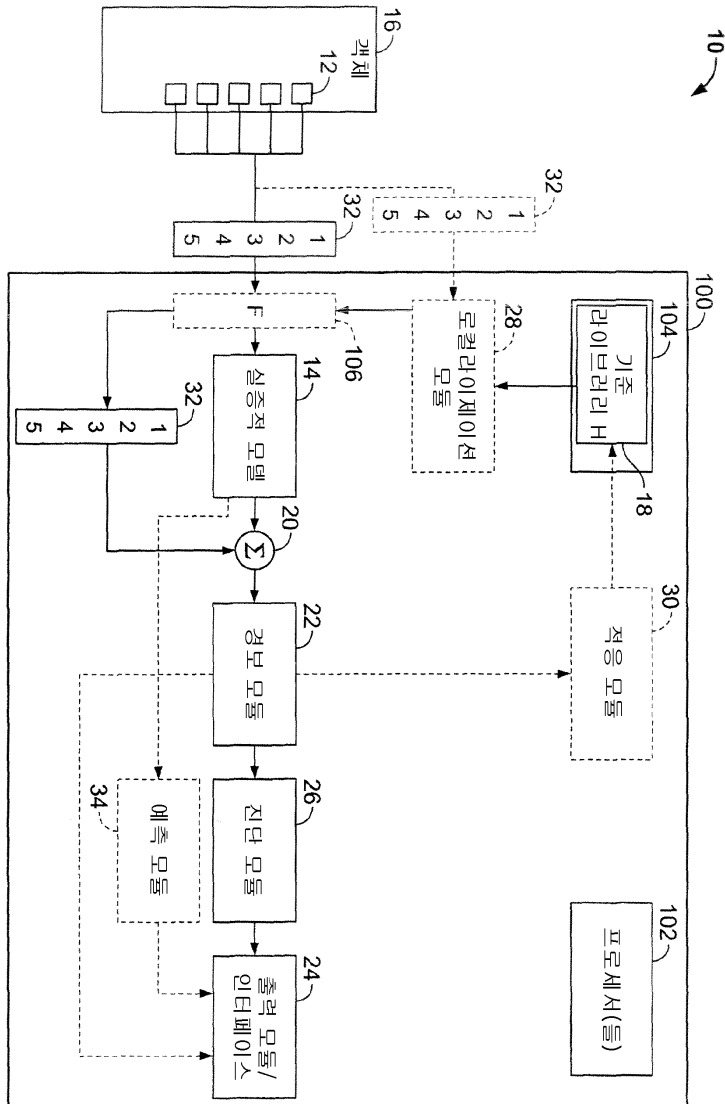 10
16
객체
12
32
1 2 3 4 5
32
1 2 3 4 5
100
104
기준
라이브러리 H
18
28
로컬라이제이션
모듈
F
106
14
실증적 모델
32
1 2 3 4 5
20
Σ
30
적응 모듈
22
경보 모듈
26
진단 모듈
34
예측 모듈
102
프로세서(들)
24
출력 모듈/
인터페이스